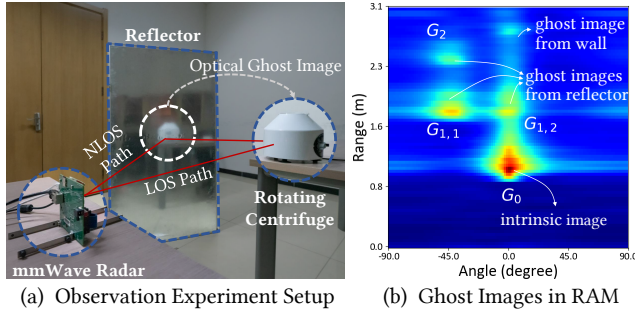 Reflector
Optical Ghost Image
NLOS
Path
LOS Path
Rotating
Centrifuge
mmWave Radar
(a) Observation Experiment Setup
3.1
2.3
1.6
0.8
0.0
Range (m)
-90.0 -45.0 0.0 45.0 90.0
Angle (degree)
G2
ghost image
from wall
ghost images
from reflector
G1,1
G1,2
G0
intrinsic image
(b) Ghost Images in RAM